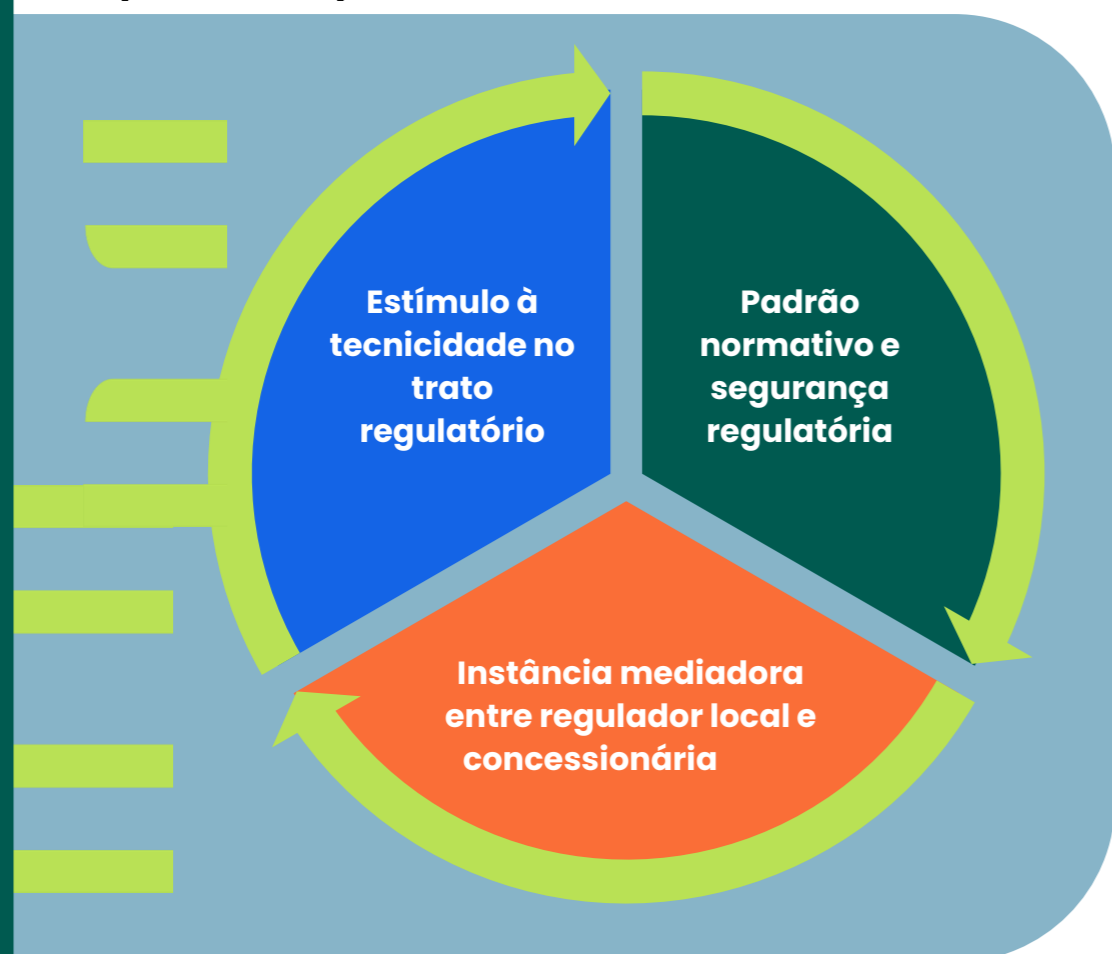 Estímulo à
tecnicidade no
trato
regulatório
Padrão
normativo e
segurança
regulatória
Instância mediadora
entre regulador local e
concessionária